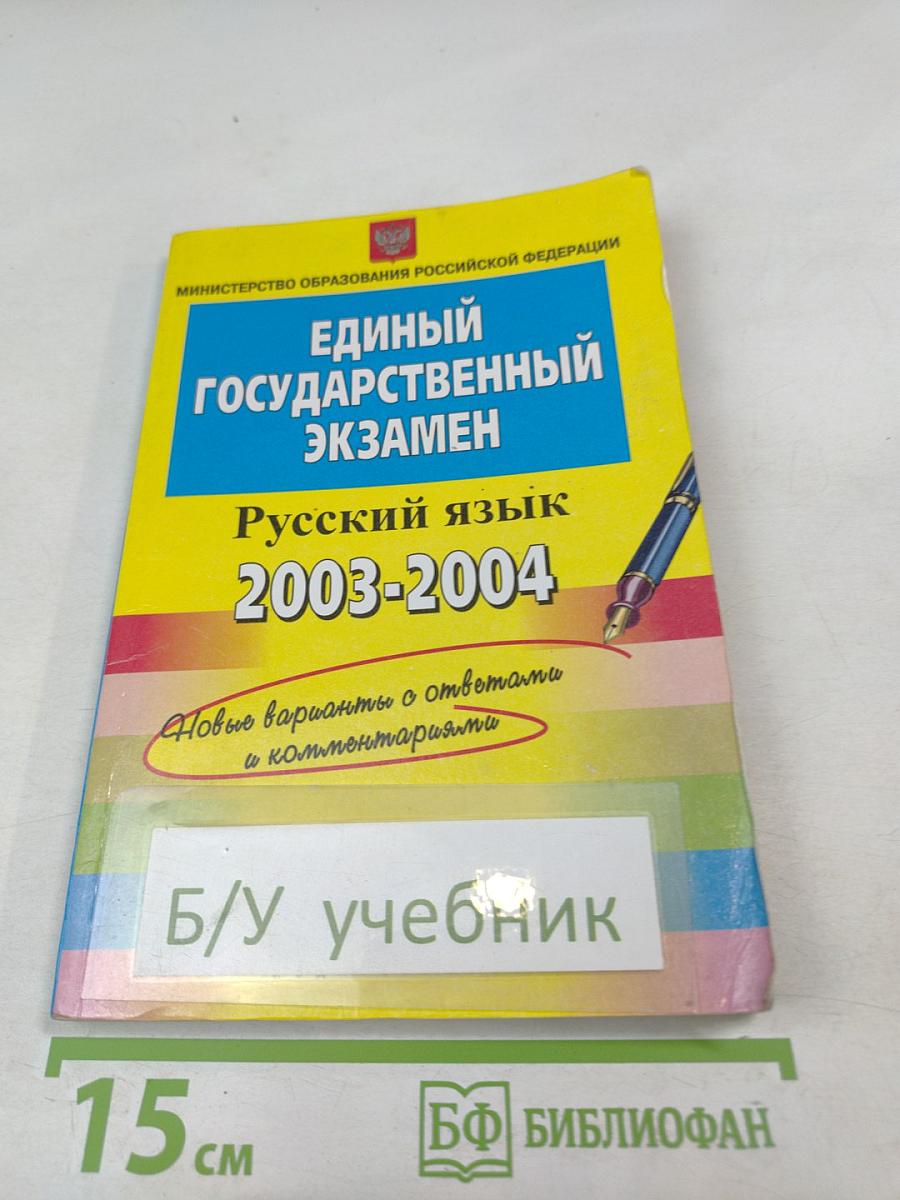 МИНИСТЕРСТВО ОБРАЗОВАНИЯ РОССИЙСКОЙ ФЕДЕРАЦИИ
ЕДИНЫЙ
ГОСУДАРСТВЕННЫЙ
ЭКЗАМЕН
Русский язык
2003-2004
Новые варианты с ответами
и комментариями
Б/У учебник
15 см
БФ БИБЛИОФАН